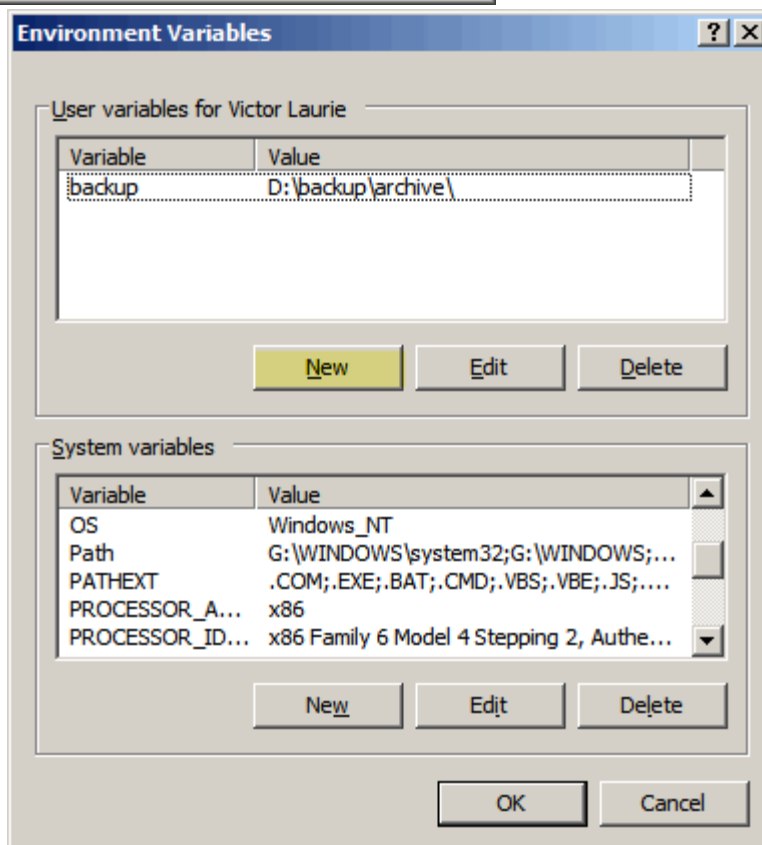 Environment Variables
User variables for Victor Laurie
Variable Value
backup D:\backup\archive\
New Edit Delete
System variables
Variable Value
OS Windows_NT
Path G:\WINDOWS\system32;G:\WINDOWS;...
PATHEXT .COM;.EXE;.BAT;.CMD;.VBS;.VBE;.JS;....
PROCESSOR_A... x86
PROCESSOR_ID... x86 Family 6 Model 4 Stepping 2, Authe...
New Edit Delete
OK Cancel